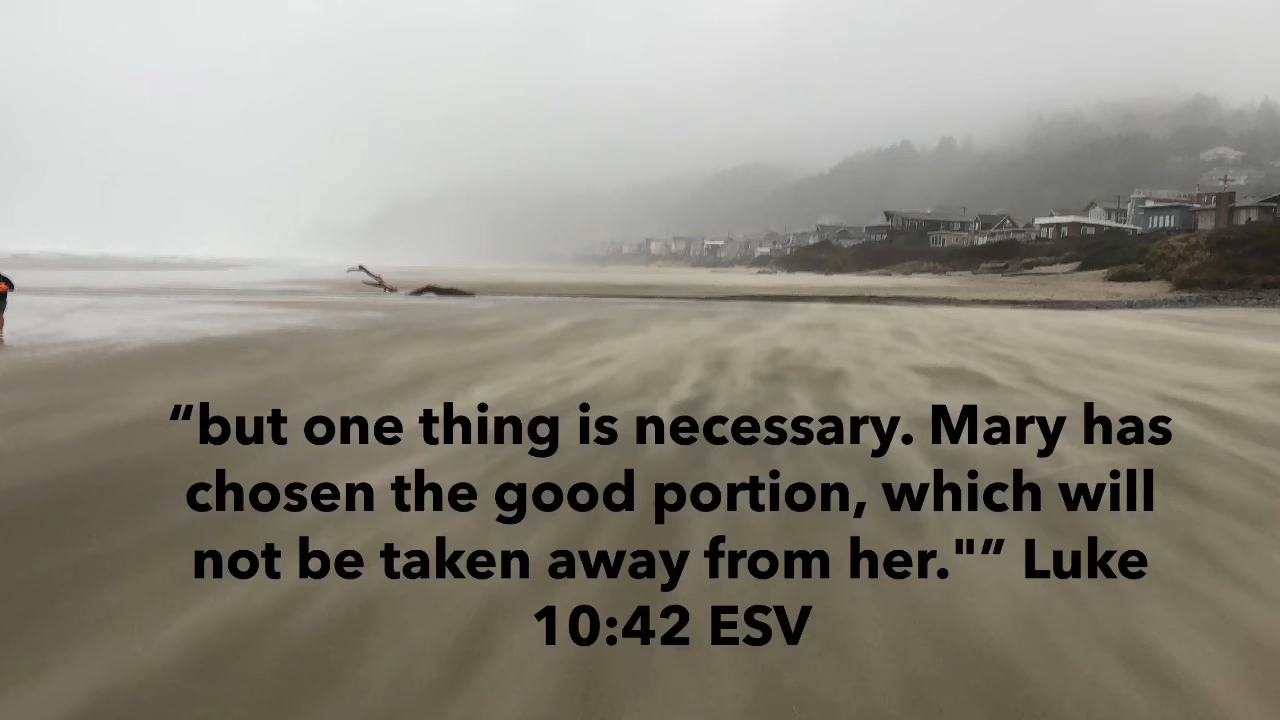 “but one thing is necessary. Mary has
chosen the good portion, which will
not be taken away from her."” Luke
10:42 ESV